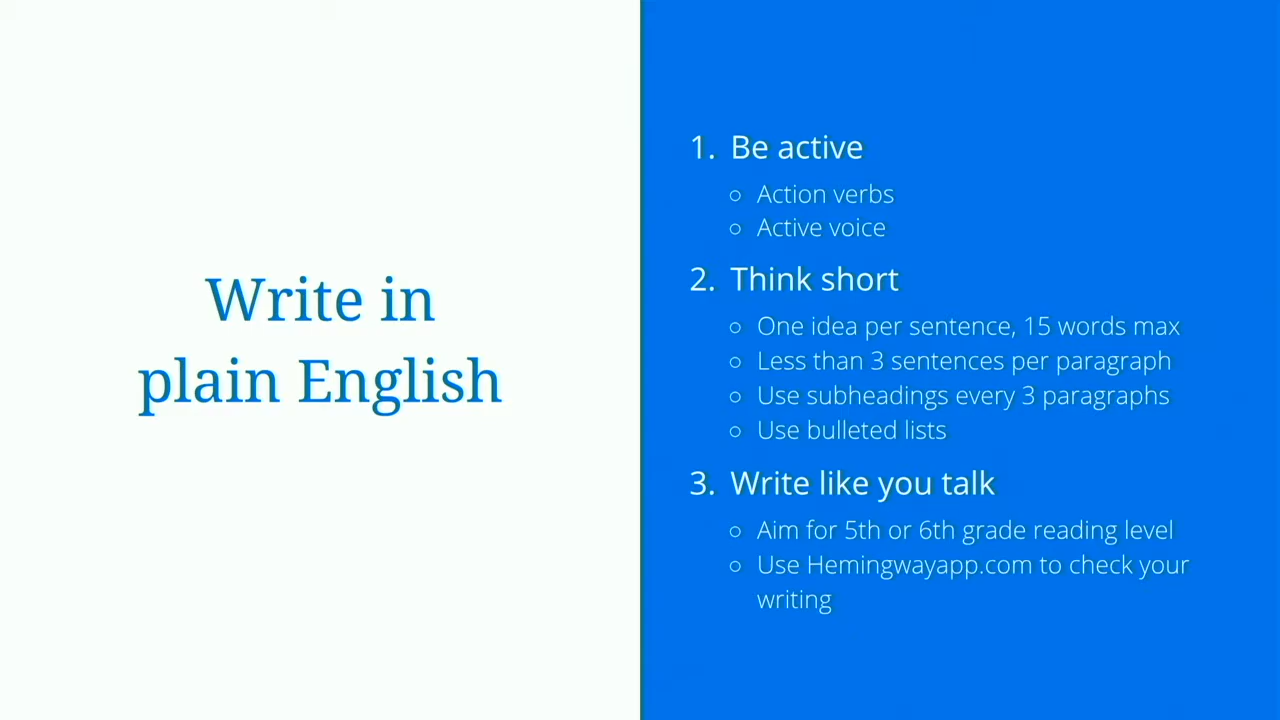 Write in
plain English
1. Be active
○ Action verbs
○ Active voice
2. Think short
○ One idea per sentence, 15 words max
○ Less than 3 sentences per paragraph
○ Use subheadings every 3 paragraphs
○ Use bulleted lists
3. Write like you talk
○ Aim for 5th or 6th grade reading level
○ Use Hemingwayapp.com to check your
writing